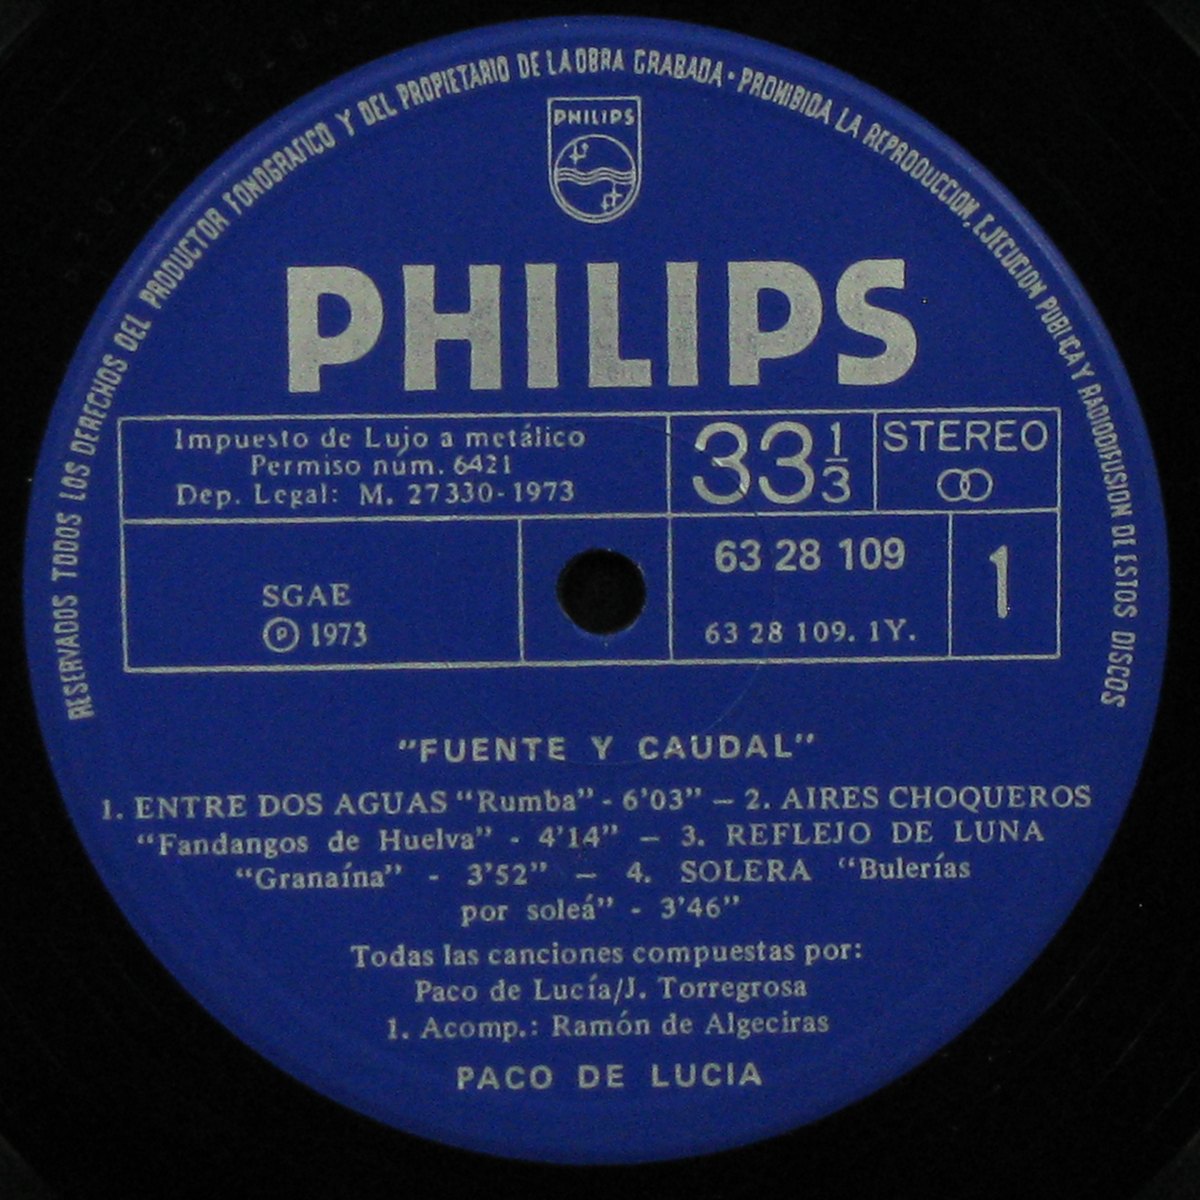 RESERVADOS TODOS LOS DERECHOS DEL PRODUCTOR FONOGRAFICO Y DEL PROPIETARIO DE LA OBRA GRABADA · PROHIBIDA LA REPRODUCCION, EJECUCION PUBLICA Y RADIODIFUSION DE ESTOS DISCOS
PHILIPS
PHILIPS
Impuesto de Lujo a metálico
Permiso núm. 6421
Dep. Legal: M. 27330-1973
33 1/3
STEREO
SGAE
Ⓟ 1973
63 28 109
63 28 109. 1Y.
1
"FUENTE Y CAUDAL"
1. ENTRE DOS AGUAS "Rumba" - 6'03" — 2. AIRES CHOQUEROS
"Fandangos de Huelva" - 4'14" — 3. REFLEJO DE LUNA
"Granaína" - 3'52" — 4. SOLERA "Bulerías
por soleá" - 3'46"
Todas las canciones compuestas por:
Paco de Lucía/J. Torregrosa
1. Acomp.: Ramón de Algeciras
PACO DE LUCIA